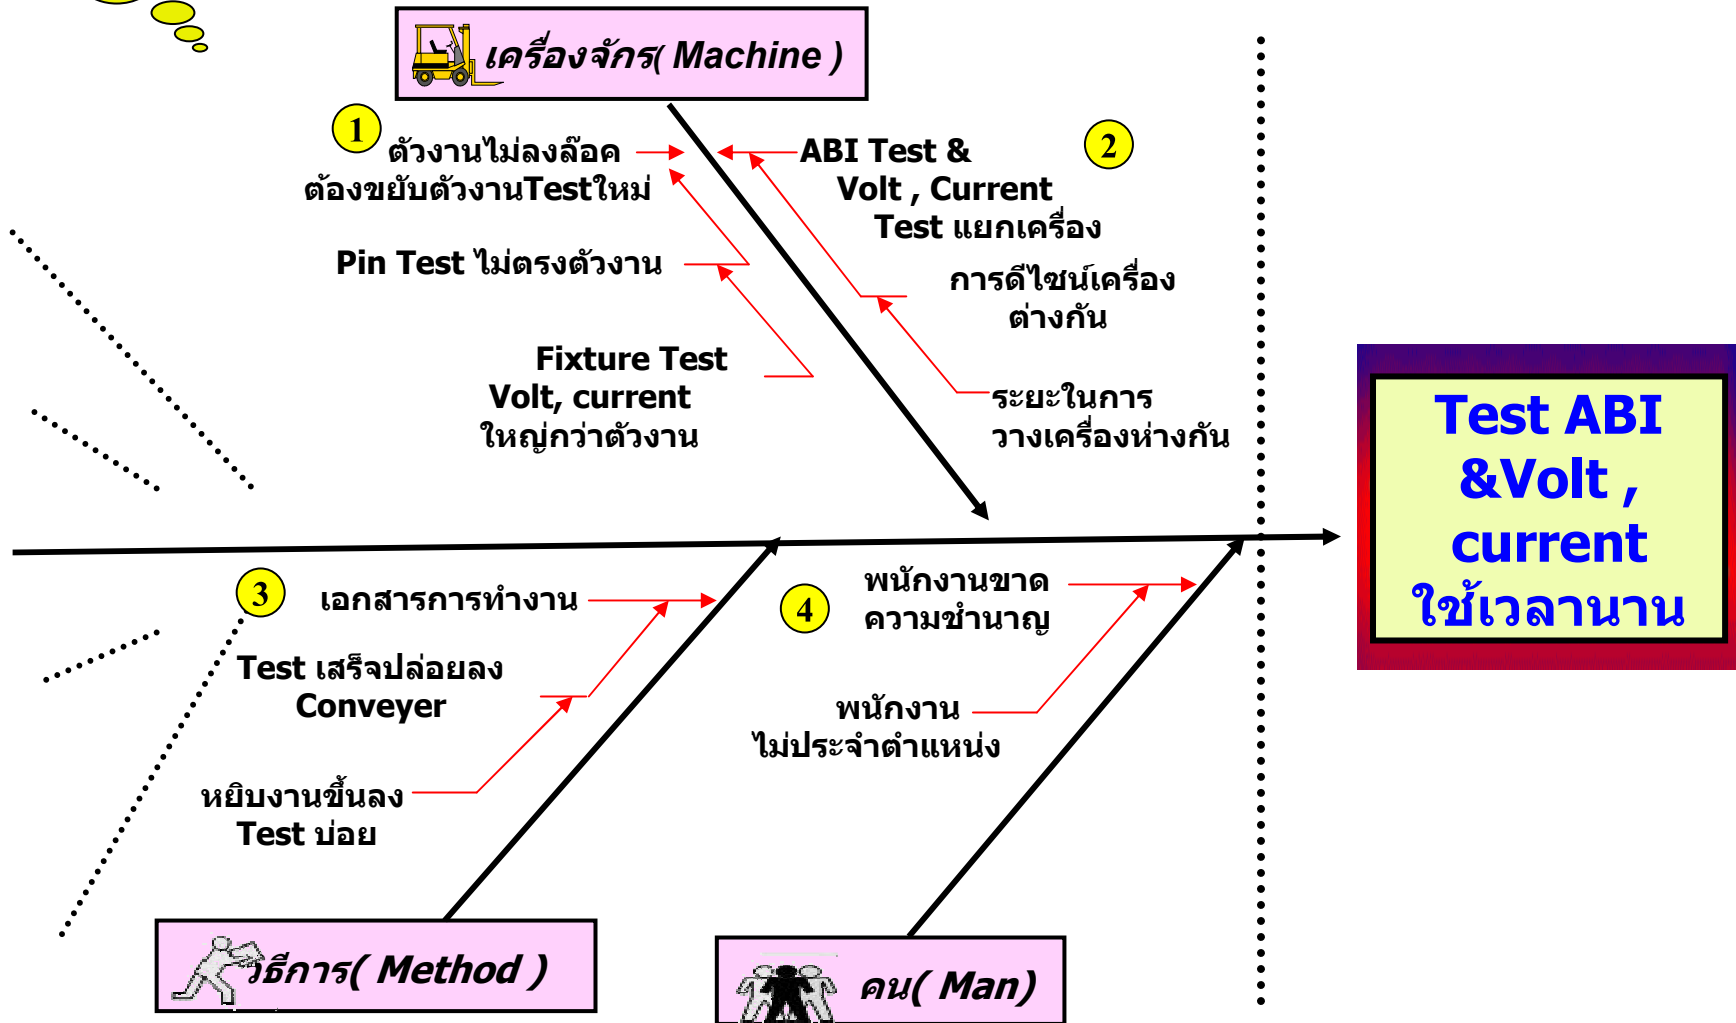 เครื่องจักร( Machine )
1
ตัวงานไม่ลงล๊อค
ต้องขยับตัวงานTestใหม่
Pin Test ไม่ตรงตัวงาน
Fixture Test
Volt, current
ใหญ่กว่าตัวงาน
2
ABI Test &
Volt , Current
Test แยกเครื่อง
การดีไซน์เครื่อง
ต่างกัน
ระยะในการ
วางเครื่องห่างกัน
Test ABI
&Volt ,
current
ใช้เวลานาน
3
เอกสารการทำงาน
Test เสร็จปล่อยลง
Conveyer
หยิบงานขึ้นลง
Test บ่อย
4
พนักงานขาด
ความชำนาญ
พนักงาน
ไม่ประจำตำแหน่ง
วิธีการ( Method )
คน( Man)